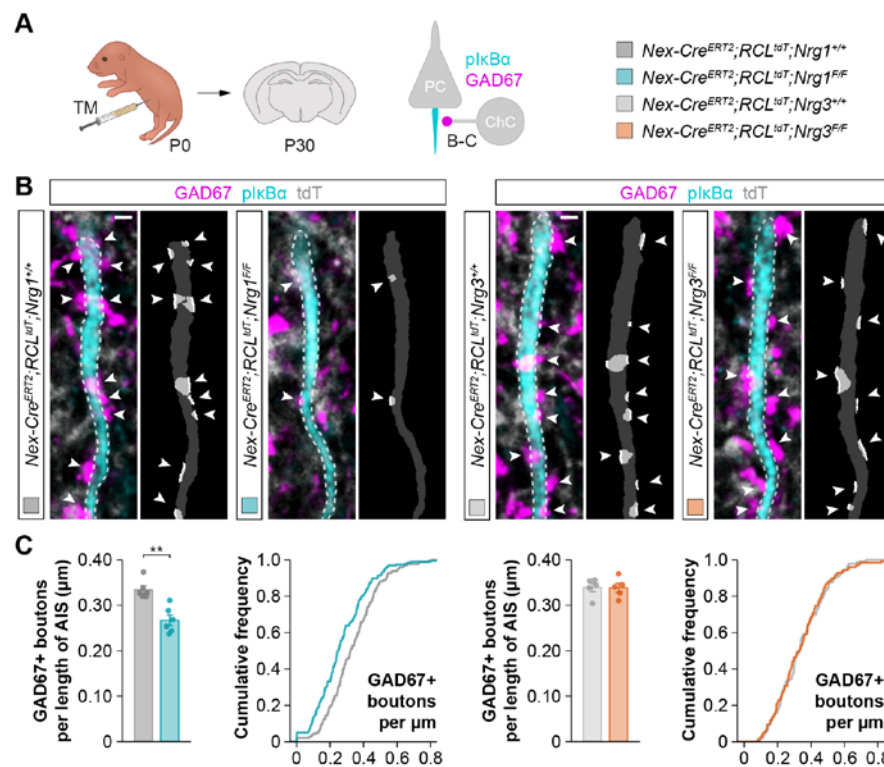 A
TM
P0
P30
pIκBα
GAD67
PC
B-C
ChC
Nex-CreERT2;RCLtdT;Nrg1+/+
Nex-CreERT2;RCLtdT;Nrg1F/F
Nex-CreERT2;RCLtdT;Nrg3+/+
Nex-CreERT2;RCLtdT;Nrg3F/F
B
GAD67 pIκBα tdT
GAD67 pIκBα tdT
Nex-CreERT2;RCLtdT;Nrg1+/+
Nex-CreERT2;RCLtdT;Nrg1F/F
Nex-CreERT2;RCLtdT;Nrg3+/+
Nex-CreERT2;RCLtdT;Nrg3F/F
C
GAD67+ boutons
per length of AIS (µm)
0.40
0.30
0.20
0.10
0.00
**
Cumulative frequency
1.0
0.8
0.6
0.4
0.2
0.0
GAD67+
boutons
per µm
0 0.2 0.4 0.6 0.8
GAD67+ boutons
per length of AIS (µm)
0.40
0.30
0.20
0.10
0.00
Cumulative frequency
1.0
0.8
0.6
0.4
0.2
0.0
GAD67+
boutons
per µm
0 0.2 0.4 0.6 0.8